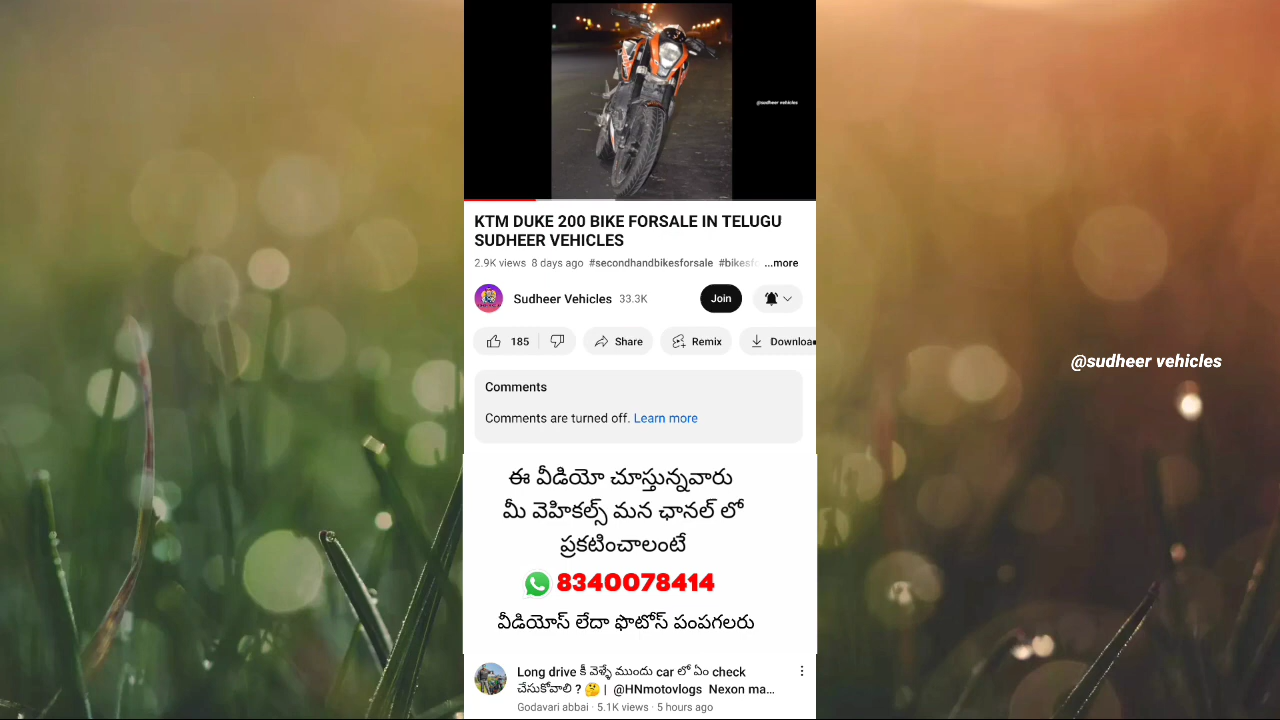 @sudheer vehicles
KTM DUKE 200 BIKE FORSALE IN TELUGU
SUDHEER VEHICLES
2.9K views 8 days ago #secondhandbikesforsale #bikesf ...more
Sudheer Vehicles 33.3K Join
185 Share Remix Downloa
@sudheer vehicles
Comments
Comments are turned off. Learn more
ఈ వీడియో చూస్తున్నవారు
మీ వెహికల్స్ మన ఛానల్ లో
ప్రకటించాలంటే
8340078414
వీడియోస్ లేదా ఫొటోస్ పంపగలరు
Long drive కీ వెళ్ళే ముందు car లో ఏం check
చేసుకోవాలి ? 🤔 | @HNmotovlogs Nexon ma...
Godavari abbai · 5.1K views · 5 hours ago